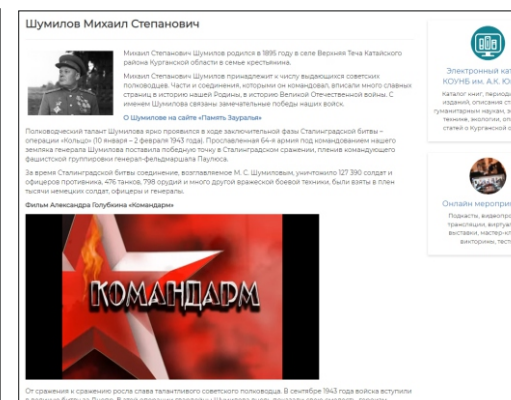 Шумилов Михаил Степанович
Михаил Степанович Шумилов родился в 1895 году в селе Верхняя Теча Катайского
района Курганской области в семье крестьянина.
Михаил Степанович Шумилов принадлежит к числу выдающихся советских
полководцев. Части и соединения, которыми он командовал, вписали много славных
страниц в историю нашей Родины, в историю Великой Отечественной войны. С
именем Шумилова связаны замечательные победы наших войск.
О Шумилове на сайте «Память Зауралья»
Полководческий талант Шумилова ярко проявился в ходе заключительной фазы Сталинградской битвы –
операции «Кольцо» (10 января – 2 февраля 1943 года). Прославленная 64-я армия под командованием нашего
земляка генерала Шумилова поставила победную точку в Сталинградском сражении, пленив командующего
фашистской группировки генерал-фельдмаршала Паулюса.
За время Сталинградской битвы соединение, возглавляемое М. С. Шумиловым, уничтожило 127 390 солдат и
офицеров противника, 476 танков, 798 орудий и много другой вражеской боевой техники, были взяты в плен
тысячи немецких солдат, офицеры и генералы.
Фильм Александра Голубкина «Командарм»
КОМАНДАРМ
От сражения к сражению росла слава талантливого советского полководца. В сентябре 1943 года войска вступили
Электронный кат
КОУНБ им. А.К. Ю
Каталог книг, период
изданий, описания ст
гуманитарным наукам, э
технике, экологии, оп
статей о Курганской о
Онлайн меропри
Подкасты, видеопро
трансляции, виртуа
выставки, мастер-кл
викторины, тест